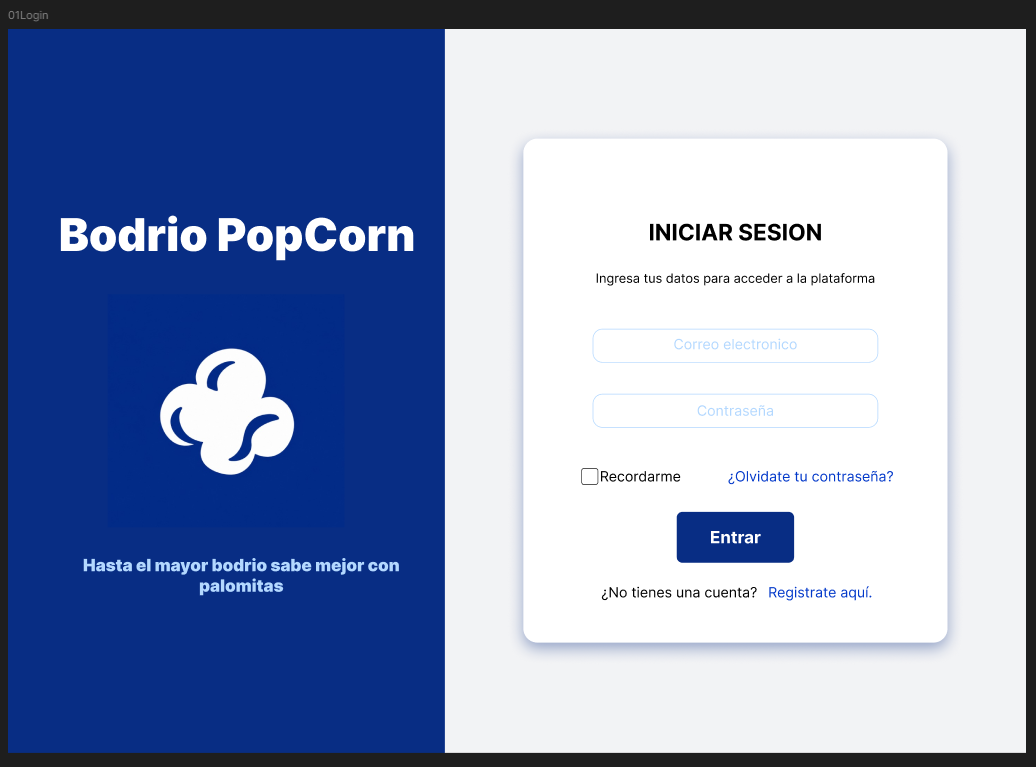 01Login
Bodrio PopCorn
Hasta el mayor bodrio sabe mejor con
palomitas
INICIAR SESION
Ingresa tus datos para acceder a la plataforma
Correo electronico
Contraseña
Recordarme
¿Olvidate tu contraseña?
Entrar
¿No tienes una cuenta? Registrate aquí.